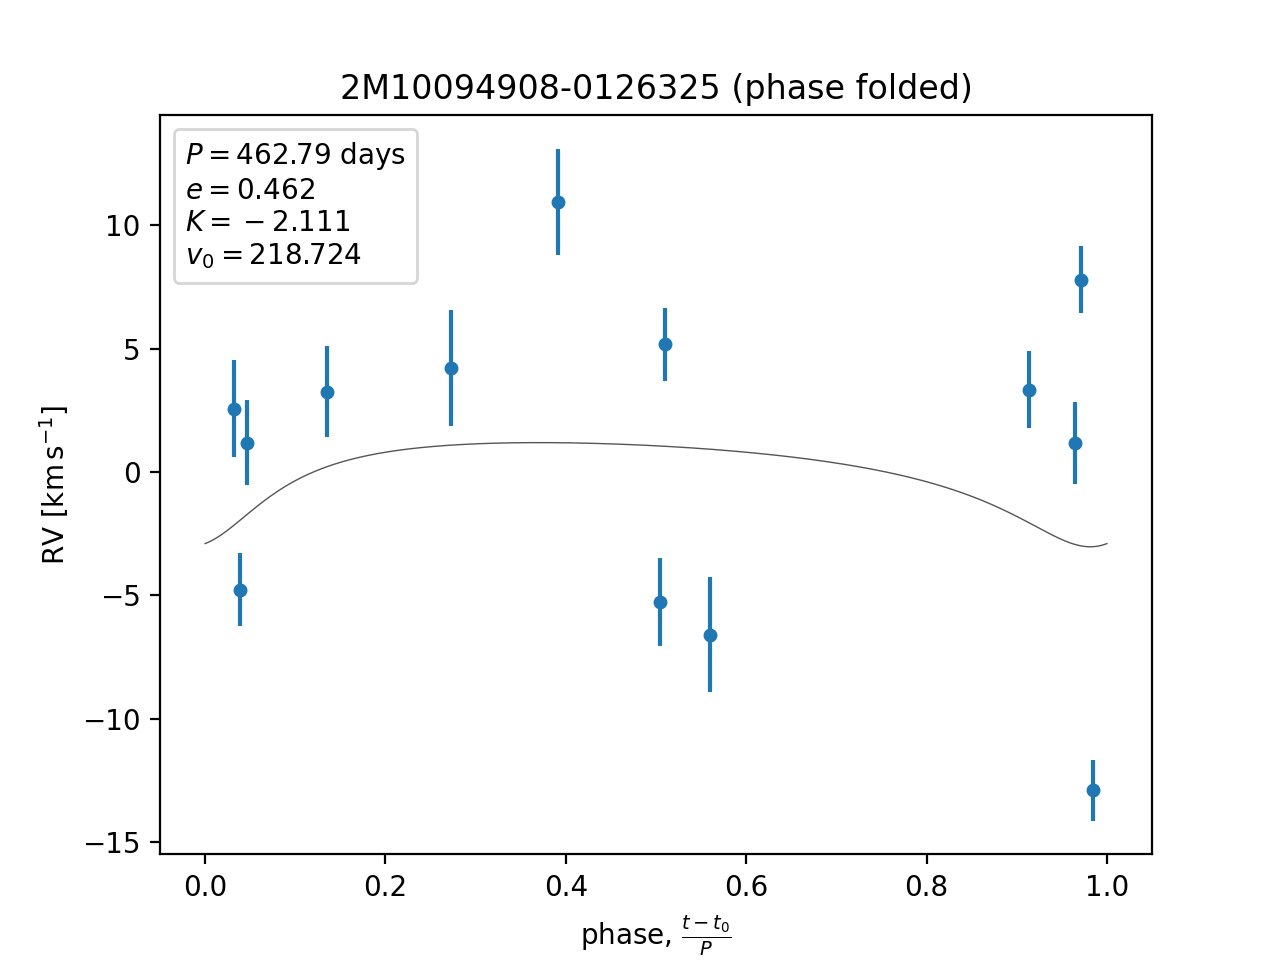 2M10094908-0126325 (phase folded)
P = 462.79 days
e = 0.462
K = −2.111
v₀ = 218.724
10
5
0
−5
−10
−15
RV [km s⁻¹]
0.0 0.2 0.4 0.6 0.8 1.0
phase, (t − t₀)/P